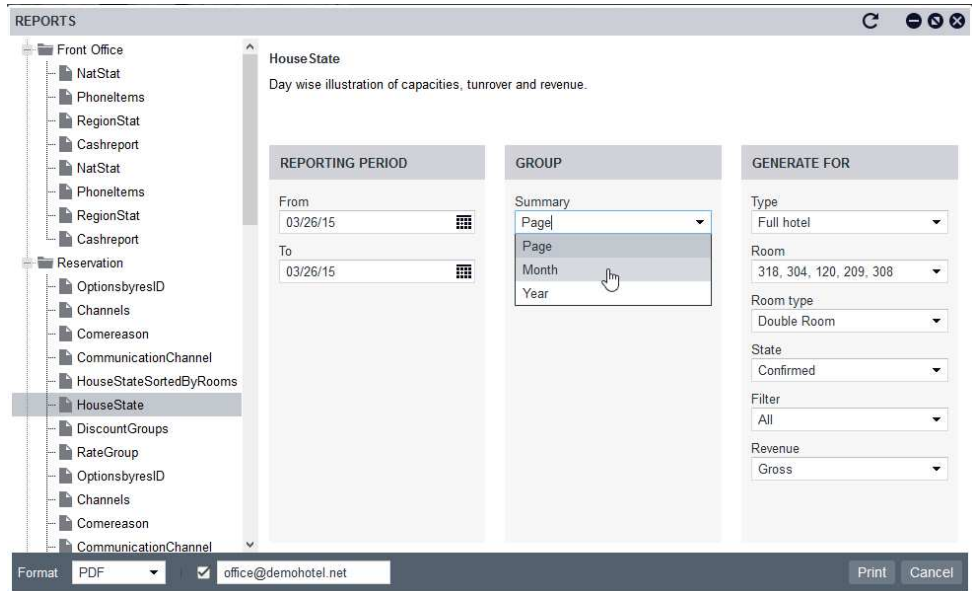 REPORTS
Front Office
NatStat
PhoneItems
RegionStat
Cashreport
NatStat
PhoneItems
RegionStat
Cashreport
Reservation
OptionsbyresID
Channels
Comereason
CommunicationChannel
HouseStateSortedByRooms
HouseState
DiscountGroups
RateGroup
OptionsbyresID
Channels
Comereason
CommunicationChannel
HouseState
Day wise illustration of capacities, tunrover and revenue.
REPORTING PERIOD
From
03/26/15
To
03/26/15
GROUP
Summary
Page
Page
Month
Year
GENERATE FOR
Type
Full hotel
Room
318, 304, 120, 209, 308
Room type
Double Room
State
Confirmed
Filter
All
Revenue
Gross
Format PDF office@demohotel.net Print Cancel